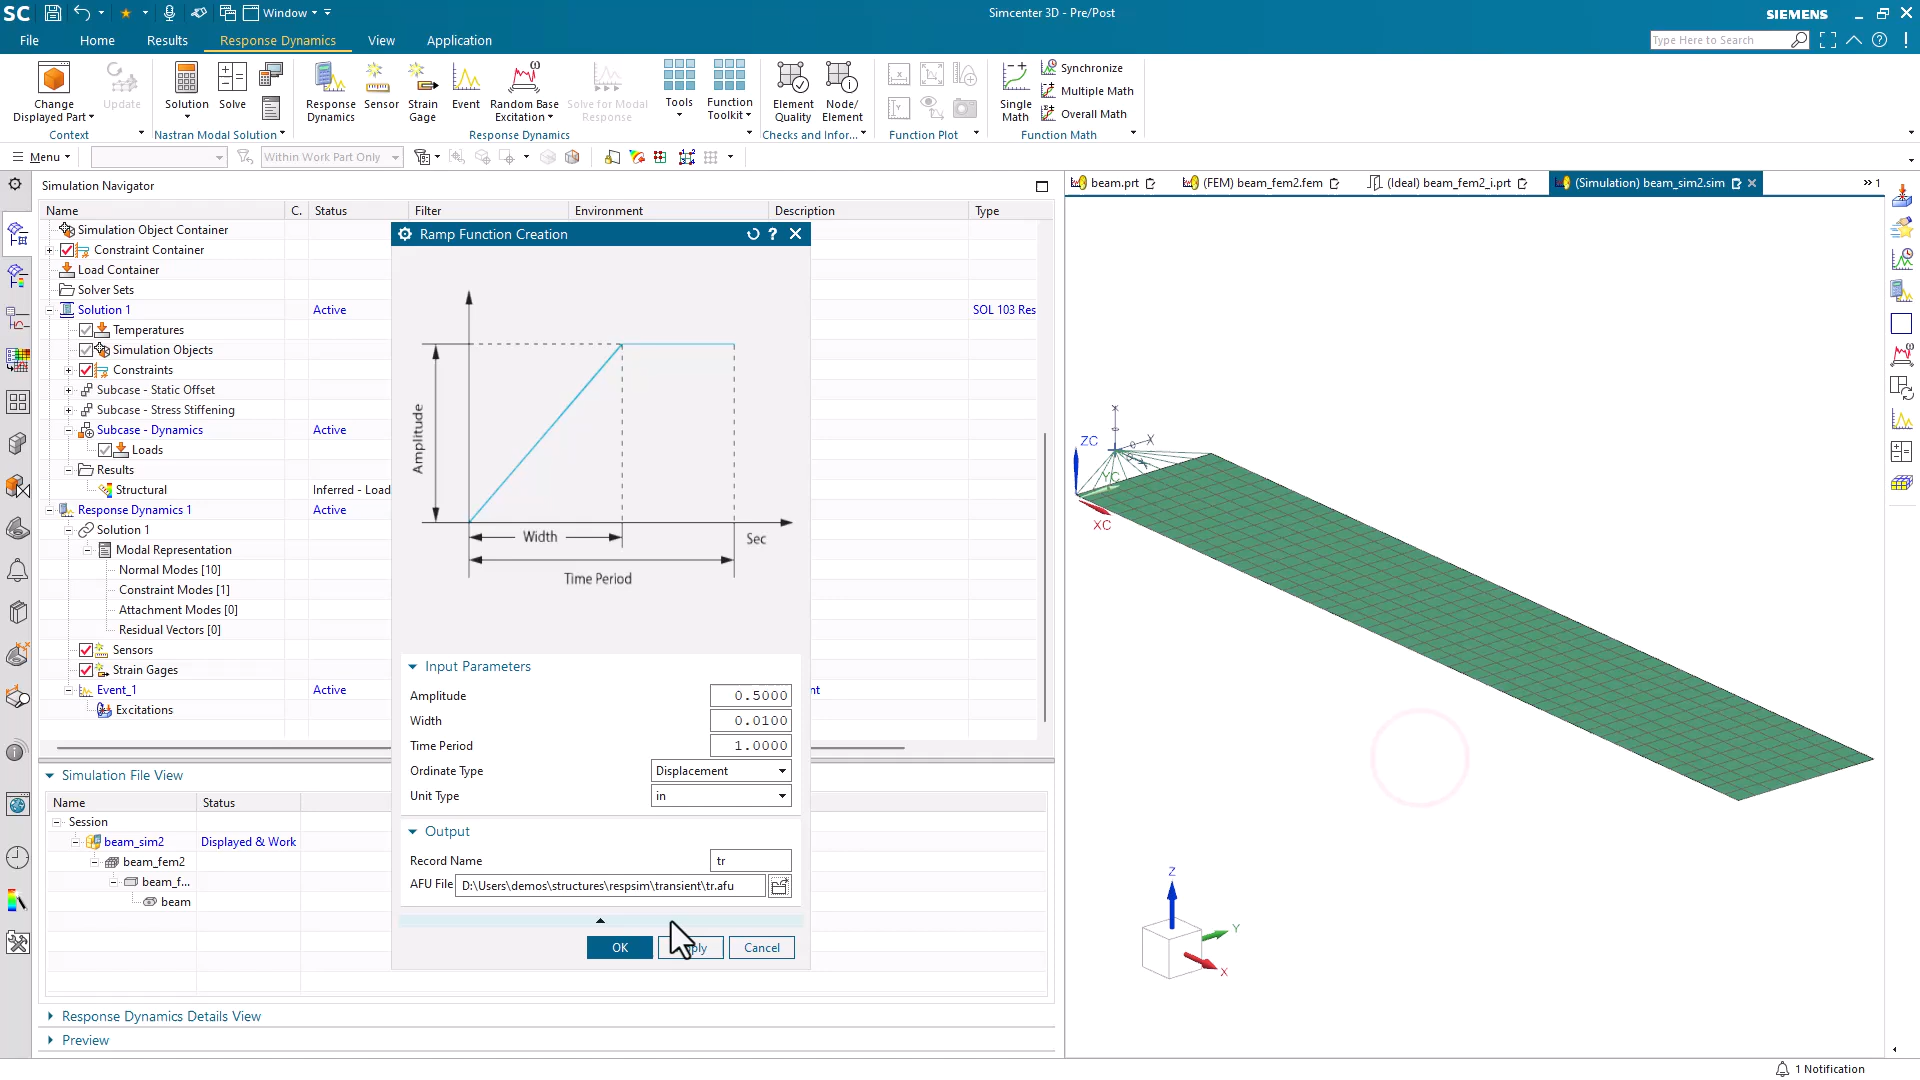 SC Window Simcenter 3D - Pre/Post SIEMENS
File Home Results Response Dynamics View Application Type Here to Search
Change Displayed Part Update Solution Solve Response Dynamics Sensor Strain Gage Event Random Base Excitation Solve for Modal Response Tools Function Toolkit Element Quality Node/ Element Single Math Synchronize
Multiple Math
Overall Math
Context Nastran Modal Solution Response Dynamics Checks and Infor... Function Plot Function Math
Menu Within Work Part Only
Simulation Navigator
beam.prt (FEM) beam_fem2.fem (Ideal) beam_fem2_i.prt (Simulation) beam_sim2.sim 1
Name C. Status Filter Environment Description Type
Simulation Object Container
Constraint Container
Load Container
Solver Sets
Solution 1 Active SOL 103 Res
Temperatures
Simulation Objects
Constraints
Subcase - Static Offset
Subcase - Stress Stiffening
Subcase - Dynamics Active
Loads
Results
Structural Inferred - Load
Response Dynamics 1 Active
Solution 1
Modal Representation
Normal Modes [10]
Constraint Modes [1]
Attachment Modes [0]
Residual Vectors [0]
Sensors
Strain Gages
Event_1 Active nt
Excitations
Ramp Function Creation
Amplitude
Width
Sec
Time Period
Input Parameters
Amplitude 0.5000
Width 0.0100
Time Period 1.0000
Ordinate Type Displacement
Unit Type in
Output
Record Name tr
AFU File D:\Users\demos\structures\respsim\transient\tr.afu
OK Cancel
Simulation File View
Name Status
Session
beam_sim2 Displayed & Work
beam_fem2
beam_f...
beam
Response Dynamics Details View
Preview
ZC
YC
XC
X
Z
Y
X
1 Notification